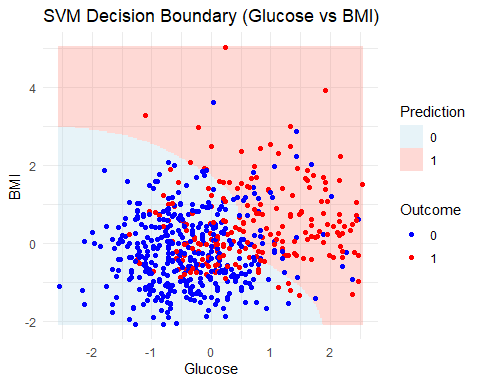 SVM Decision Boundary (Glucose vs BMI)
4
2
0
-2
BMI
-2
-1
0
1
2
Glucose
Prediction
0
1
Outcome
0
1